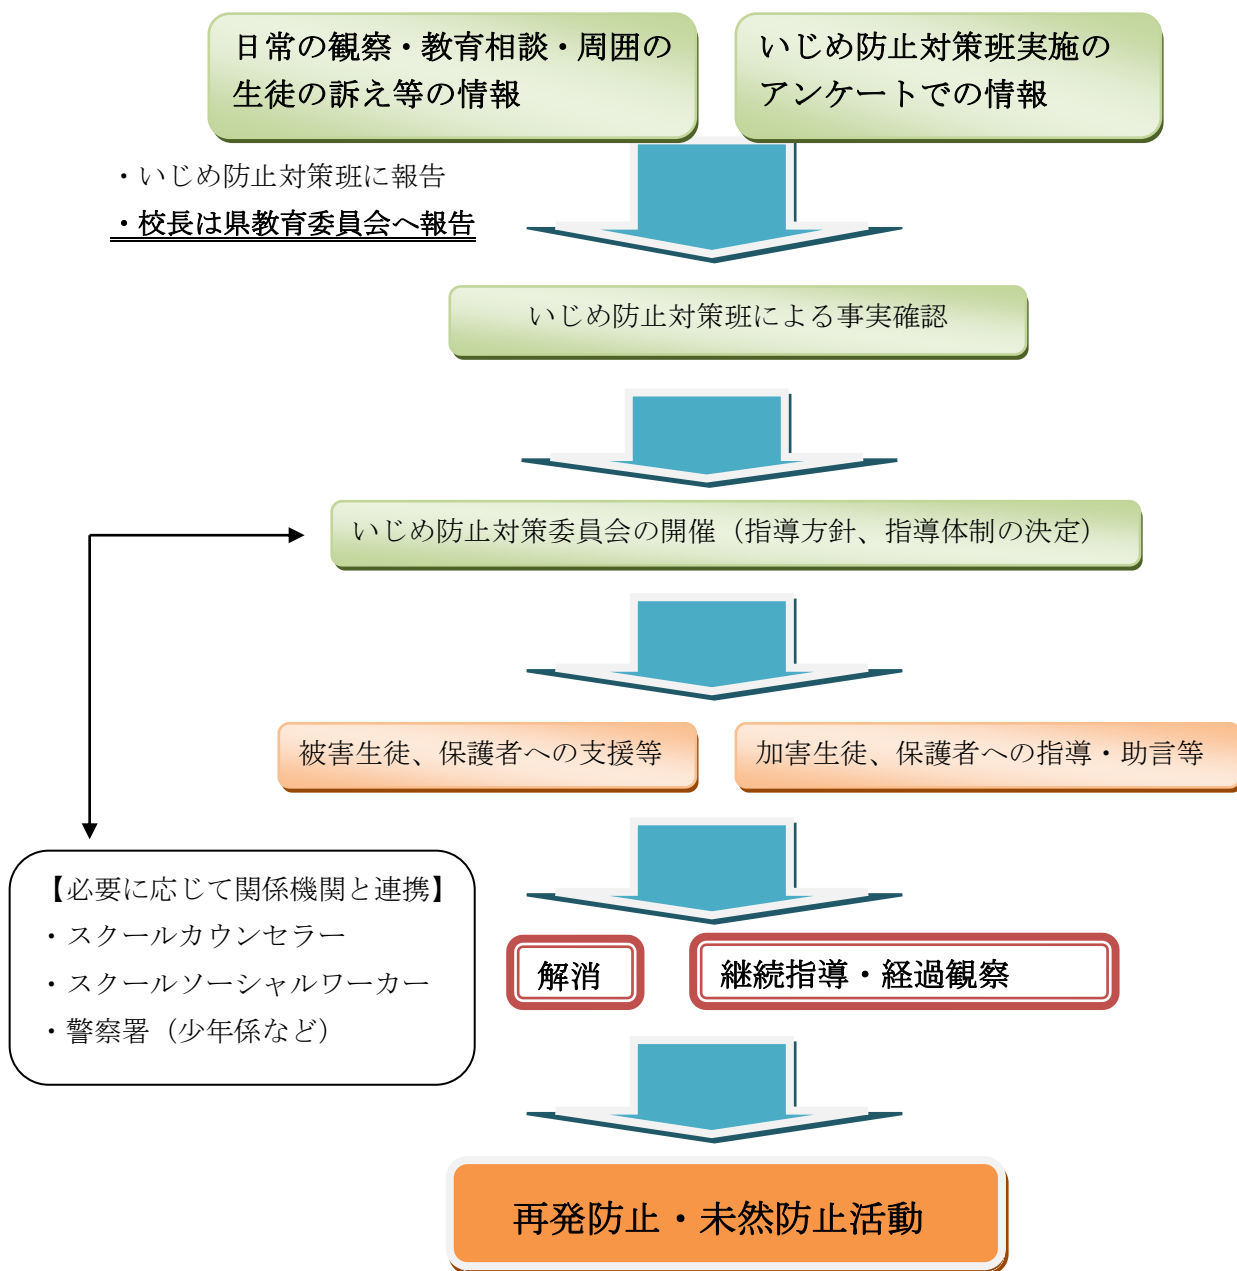 日常の観察・教育相談・周囲の
生徒の訴え等の情報
いじめ防止対策班実施の
アンケートでの情報
・いじめ防止対策班に報告
・校長は県教育委員会へ報告
いじめ防止対策班による事実確認
いじめ防止対策委員会の開催（指導方針、指導体制の決定）
被害生徒、保護者への支援等
加害生徒、保護者への指導・助言等
【必要に応じて関係機関と連携】
・スクールカウンセラー
・スクールソーシャルワーカー
・警察署（少年係など）
解消
継続指導・経過観察
再発防止・未然防止活動